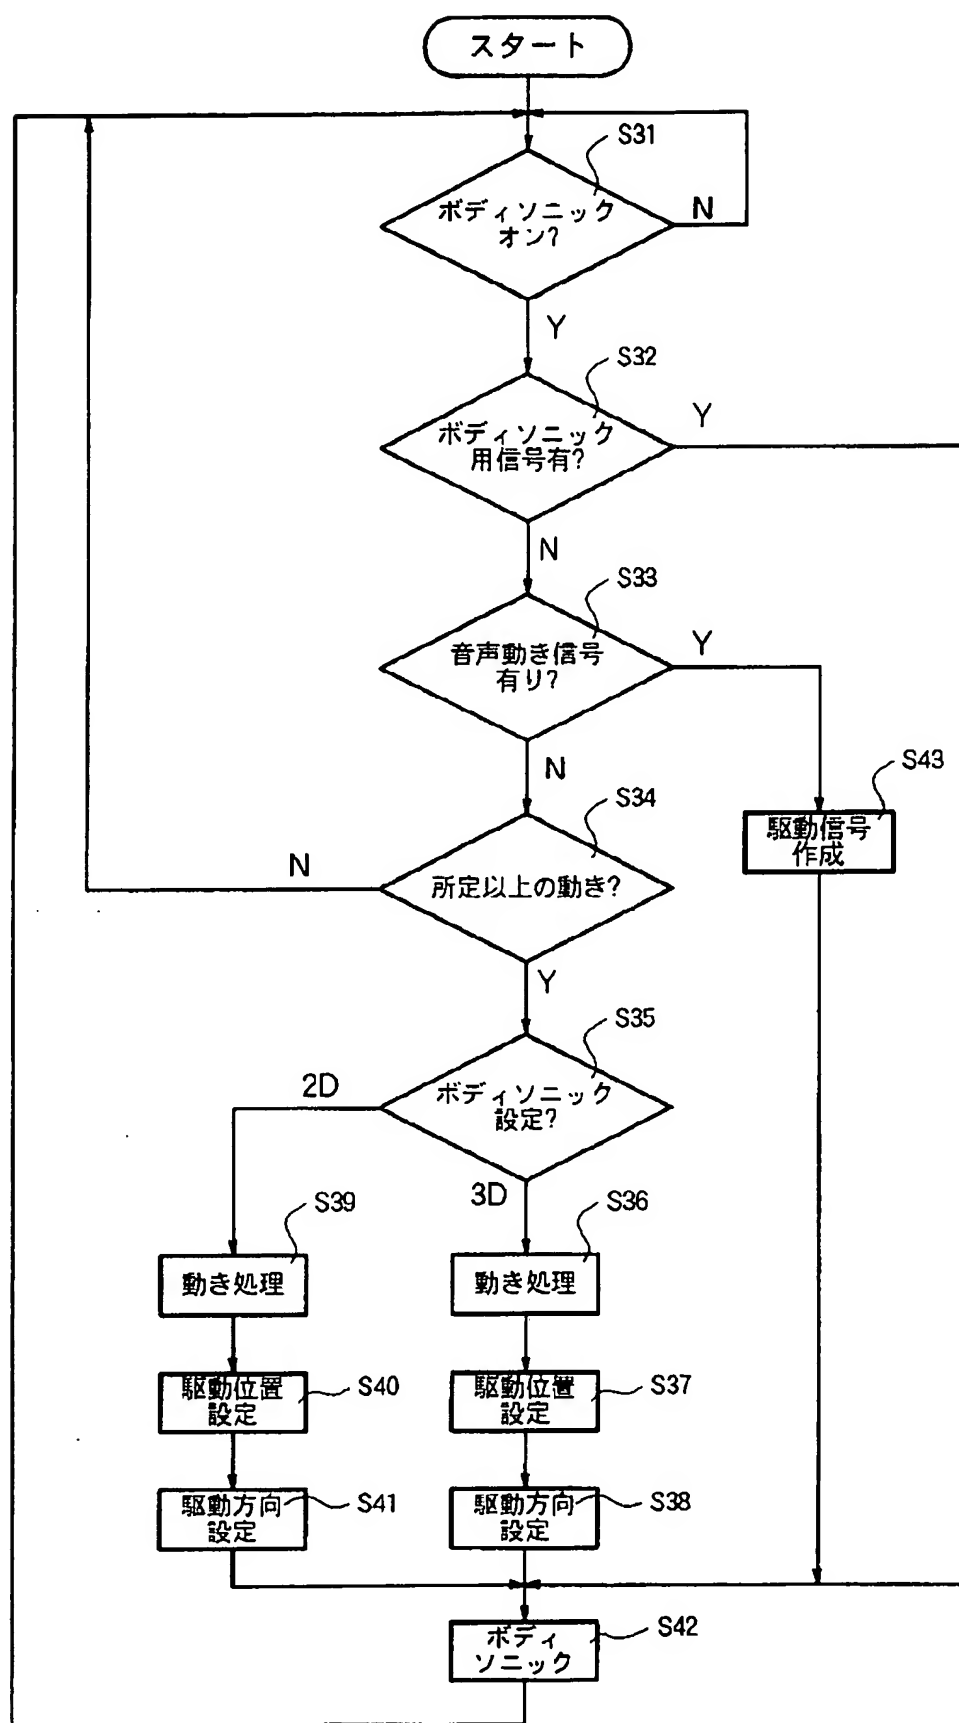 スタート
S31
ボディソニック
オン?
N
Y
S32
ボディソニック
用信号有?
Y
N
S33
音声動き信号
有り?
Y
N
S43
駆動信号
作成
S34
所定以上の動き?
N
Y
S35
ボディソニック
設定?
2D
3D
S39
動き処理
S36
動き処理
S40
駆動位置
設定
S37
駆動位置
設定
S41
駆動方向
設定
S38
駆動方向
設定
S42
ボディ
ソニック